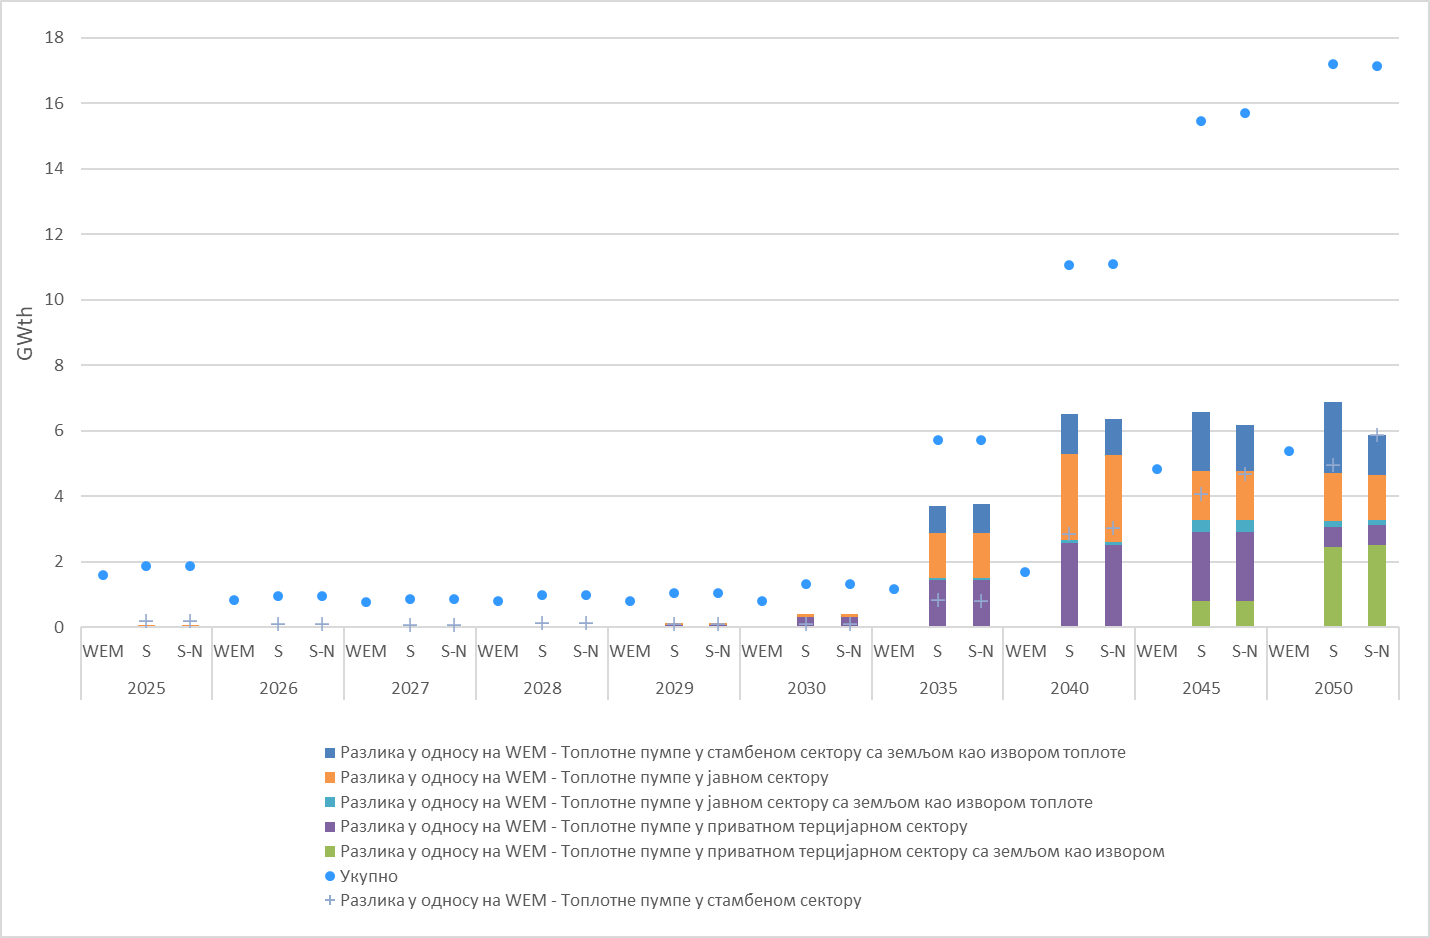 18
16
14
12
10
8
6
4
2
0
GWth
WEM S S-N WEM S S-N WEM S S-N WEM S S-N WEM S S-N WEM S S-N WEM S S-N WEM S S-N WEM S S-N WEM S S-N
2025 2026 2027 2028 2029 2030 2035 2040 2045 2050
Разлика у односу на WEM - Топлотне пумпе у стамбеном сектору са земљом као извором топлоте
Разлика у односу на WEM - Топлотне пумпе у јавном сектору
Разлика у односу на WEM - Топлотне пумпе у јавном сектору са земљом као извором топлоте
Разлика у односу на WEM - Топлотне пумпе у приватном терцијарном сектору
Разлика у односу на WEM - Топлотне пумпе у приватном терцијарном сектору са земљом као извором
Укупно
Разлика у односу на WEM - Топлотне пумпе у стамбеном сектору